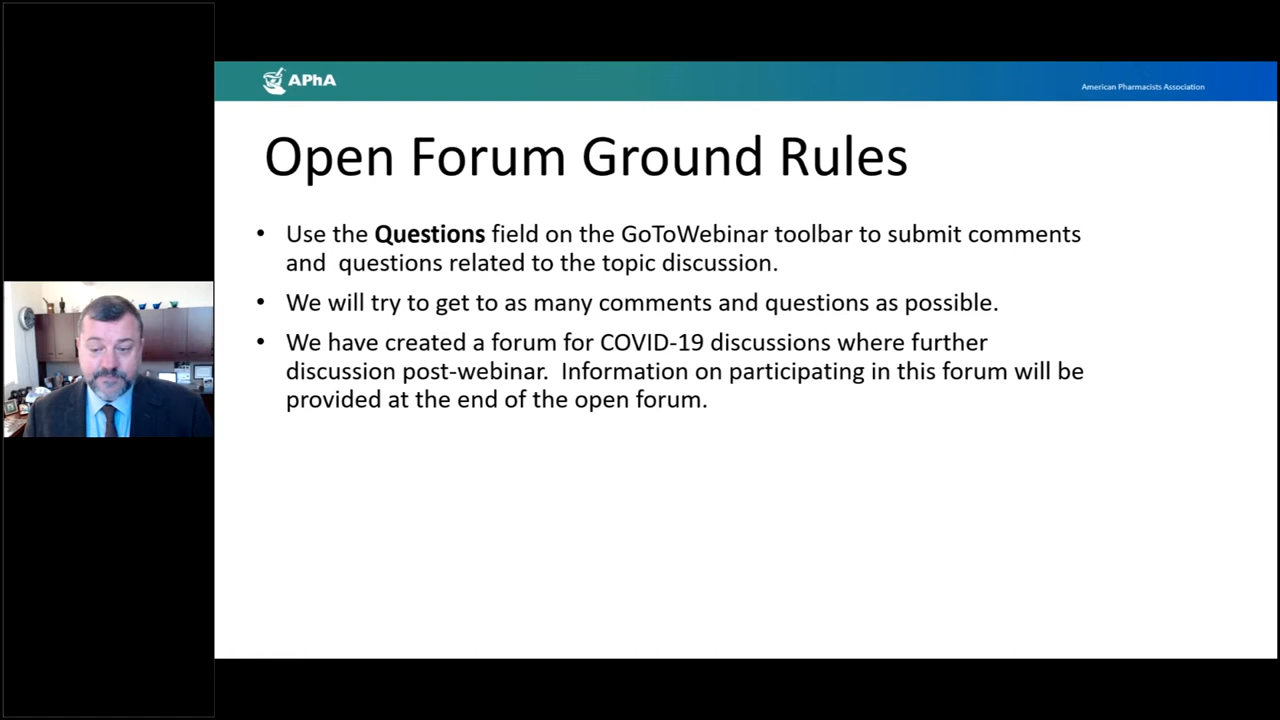 APhA
American Pharmacists Association
Open Forum Ground Rules
• Use the Questions field on the GoToWebinar toolbar to submit comments
and  questions related to the topic discussion.
• We will try to get to as many comments and questions as possible.
• We have created a forum for COVID-19 discussions where further
discussion post-webinar.  Information on participating in this forum will be
provided at the end of the open forum.